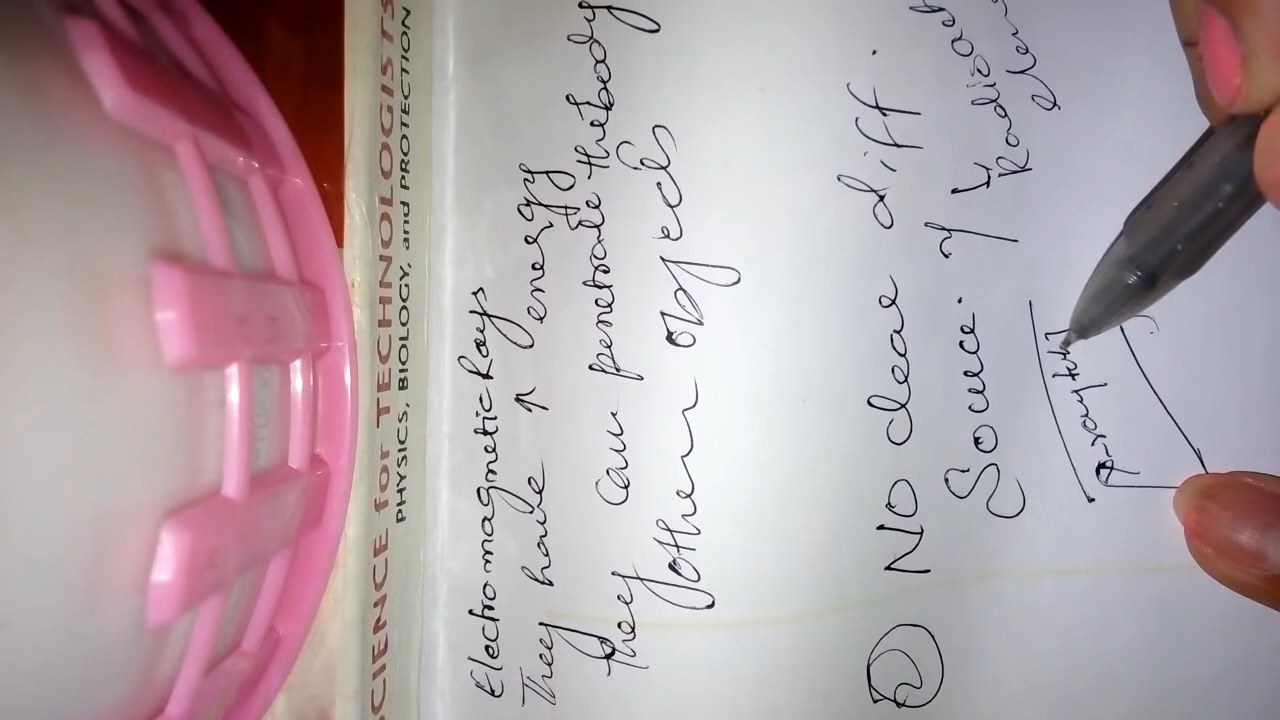 SCIENCE for TECHNOLOGISTS
PHYSICS, BIOLOGY, and PROTECTION
Electromagnetic Rays
They have ↑ energy
They can penetrate the body
other objects
② No clear diff.
Source. of